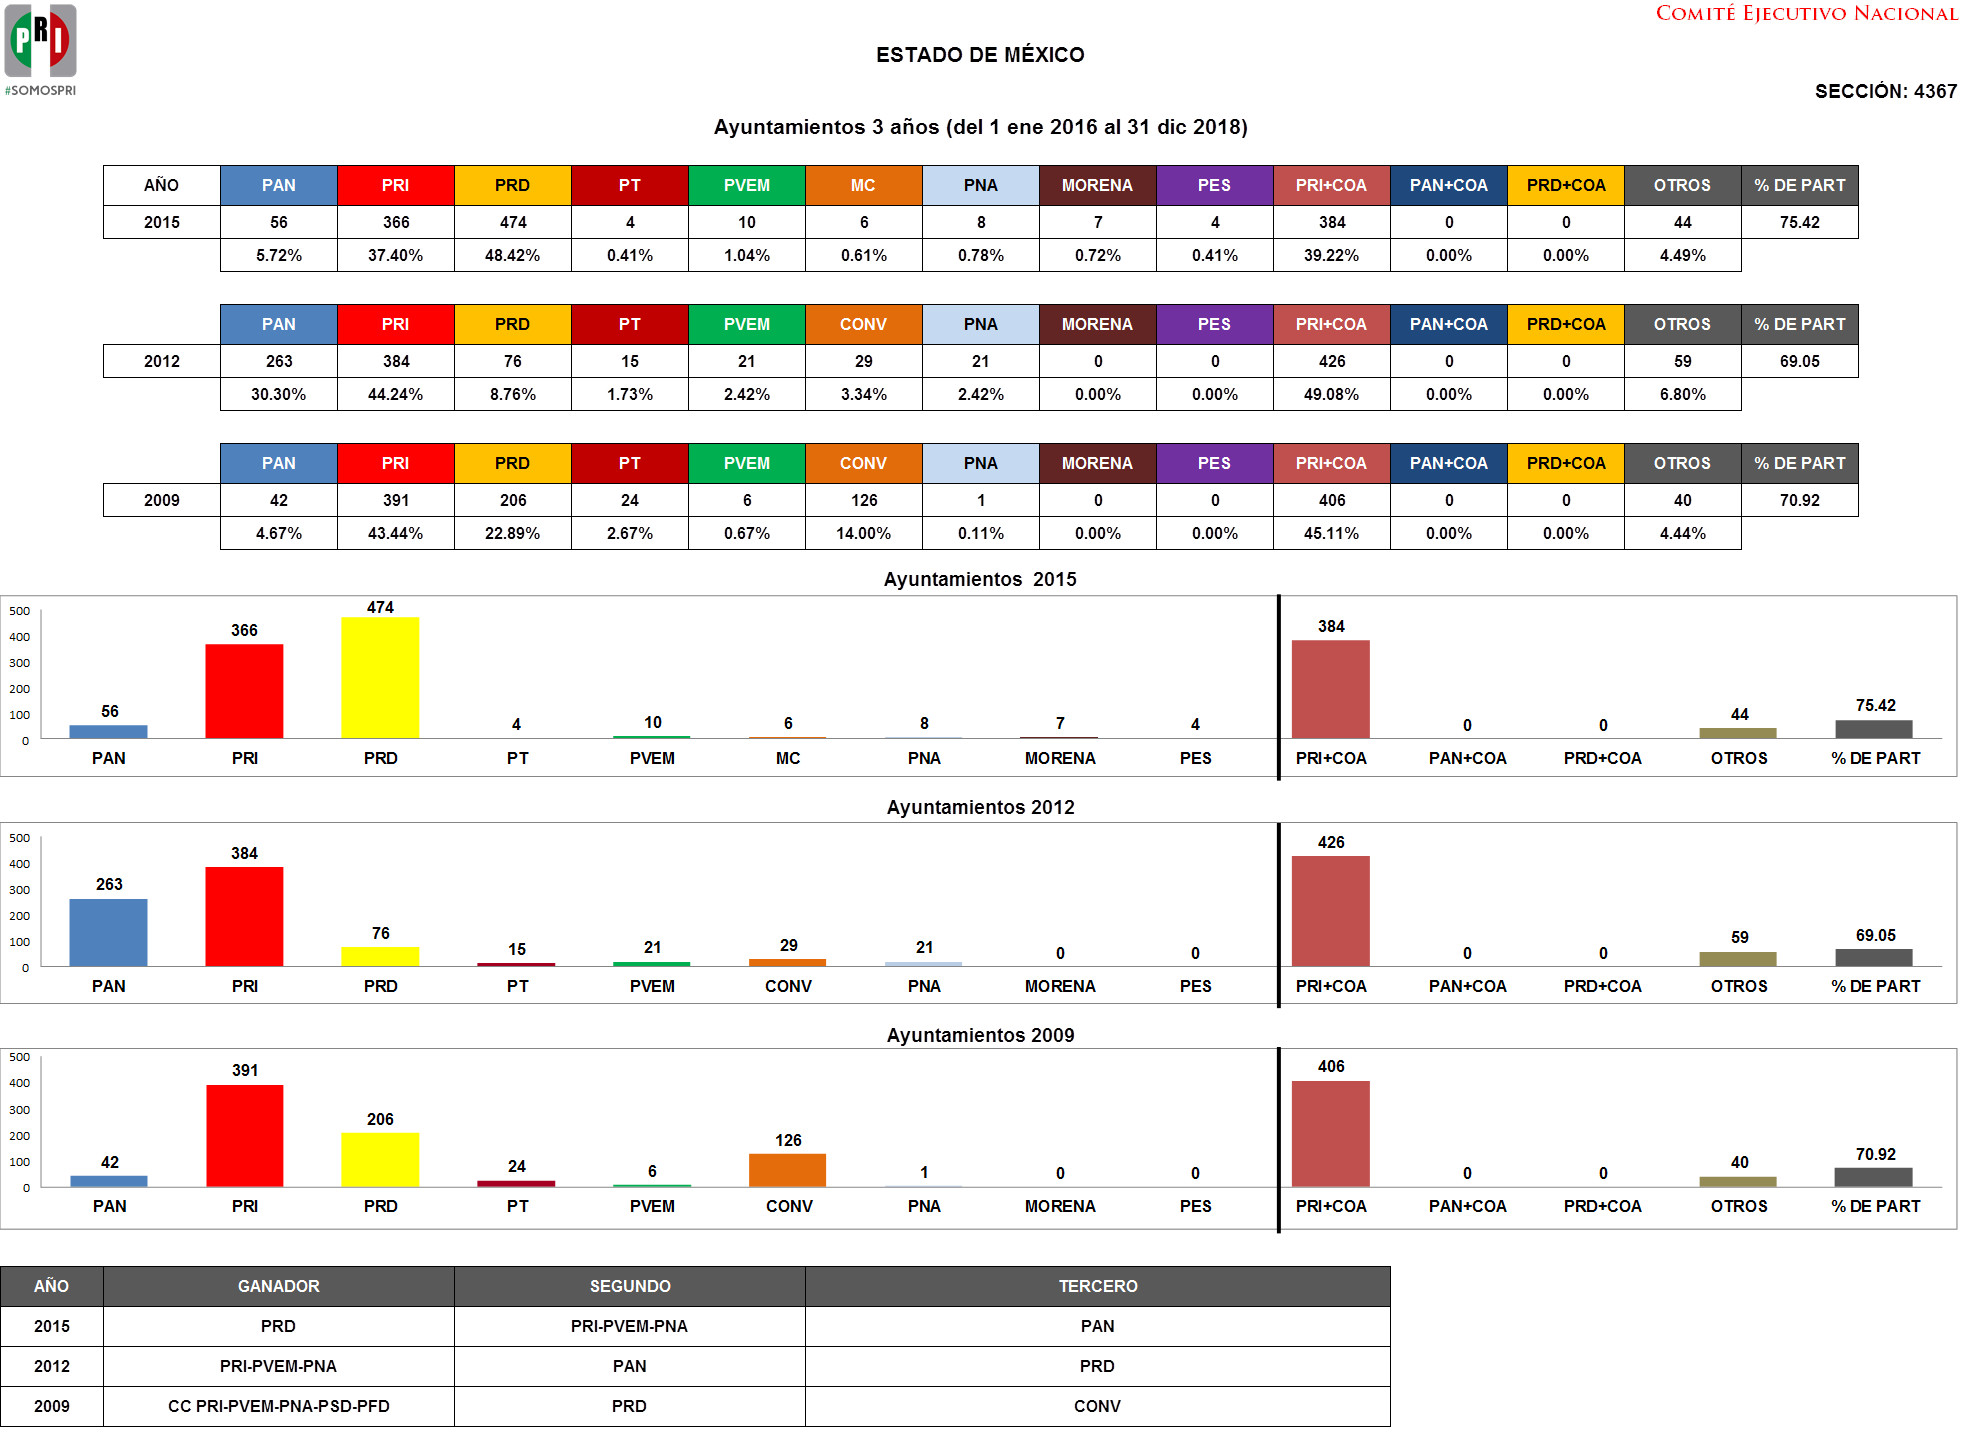 COMITÉ EJECUTIVO NACIONAL
PRI
#SOMOSPRI
ESTADO DE MÉXICO
SECCIÓN: 4367
Ayuntamientos 3 años (del 1 ene 2016 al 31 dic 2018)
AÑO PAN PRI PRD PT PVEM MC PNA MORENA PES PRI+COA PAN+COA PRD+COA OTROS % DE PART
2015 56 366 474 4 10 6 8 7 4 384 0 0 44 75.42
5.72% 37.40% 48.42% 0.41% 1.04% 0.61% 0.78% 0.72% 0.41% 39.22% 0.00% 0.00% 4.49%
PAN PRI PRD PT PVEM CONV PNA MORENA PES PRI+COA PAN+COA PRD+COA OTROS % DE PART
2012 263 384 76 15 21 29 21 0 0 426 0 0 59 69.05
30.30% 44.24% 8.76% 1.73% 2.42% 3.34% 2.42% 0.00% 0.00% 49.08% 0.00% 0.00% 6.80%
PAN PRI PRD PT PVEM CONV PNA MORENA PES PRI+COA PAN+COA PRD+COA OTROS % DE PART
2009 42 391 206 24 6 126 1 0 0 406 0 0 40 70.92
4.67% 43.44% 22.89% 2.67% 0.67% 14.00% 0.11% 0.00% 0.00% 45.11% 0.00% 0.00% 4.44%
Ayuntamientos 2015
500
400
300
200
100
0
56 366 474 4 10 6 8 7 4 384 0 0 44 75.42
PAN PRI PRD PT PVEM MC PNA MORENA PES PRI+COA PAN+COA PRD+COA OTROS % DE PART
Ayuntamientos 2012
500
400
300
200
100
0
263 384 76 15 21 29 21 0 0 426 0 0 59 69.05
PAN PRI PRD PT PVEM CONV PNA MORENA PES PRI+COA PAN+COA PRD+COA OTROS % DE PART
Ayuntamientos 2009
500
400
300
200
100
0
42 391 206 24 6 126 1 0 0 406 0 0 40 70.92
PAN PRI PRD PT PVEM CONV PNA MORENA PES PRI+COA PAN+COA PRD+COA OTROS % DE PART
AÑO GANADOR SEGUNDO TERCERO
2015 PRD PRI-PVEM-PNA PAN
2012 PRI-PVEM-PNA PAN PRD
2009 CC PRI-PVEM-PNA-PSD-PFD PRD CONV